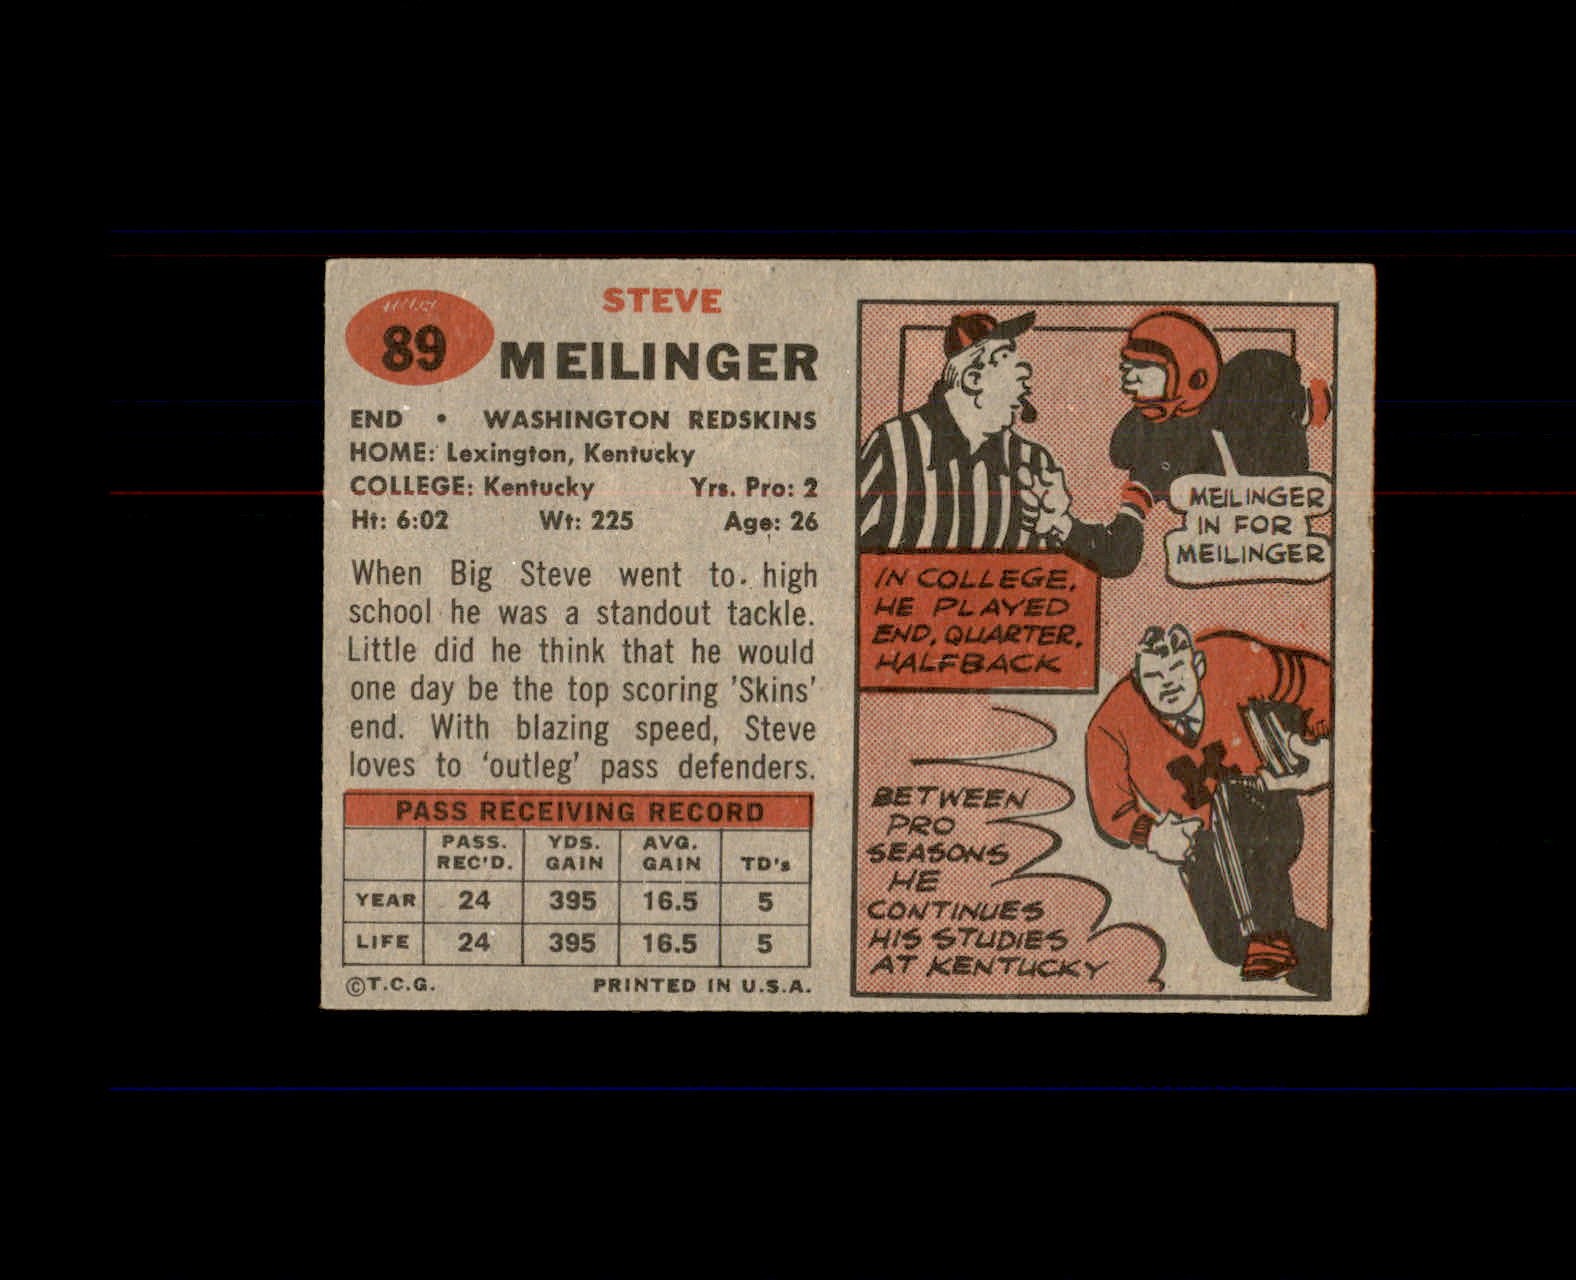 89
STEVE
MEILINGER
END • WASHINGTON REDSKINS
HOME: Lexington, Kentucky
COLLEGE: Kentucky Yrs. Pro: 2
Ht: 6:02 Wt: 225 Age: 26
When Big Steve went to high
school he was a standout tackle.
Little did he think that he would
one day be the top scoring 'Skins'
end. With blazing speed, Steve
loves to 'outleg' pass defenders.
PASS RECEIVING RECORD
PASS. REC'D. YDS. GAIN AVG. GAIN TD's
YEAR 24 395 16.5 5
LIFE 24 395 16.5 5
©T.C.G. PRINTED IN U.S.A.
MEILINGER
IN FOR
MEILINGER
IN COLLEGE,
HE PLAYED
END, QUARTER,
HALFBACK
K
BETWEEN
PRO
SEASONS
HE
CONTINUES
HIS STUDIES
AT KENTUCKY